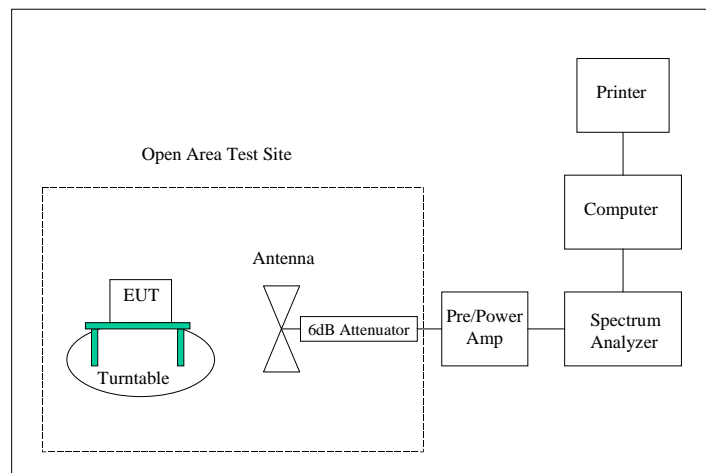 Printer
Open Area Test Site
Computer
Antenna
EUT
6dB Attenuator
Pre/Power
Amp
Spectrum
Analyzer
Turntable